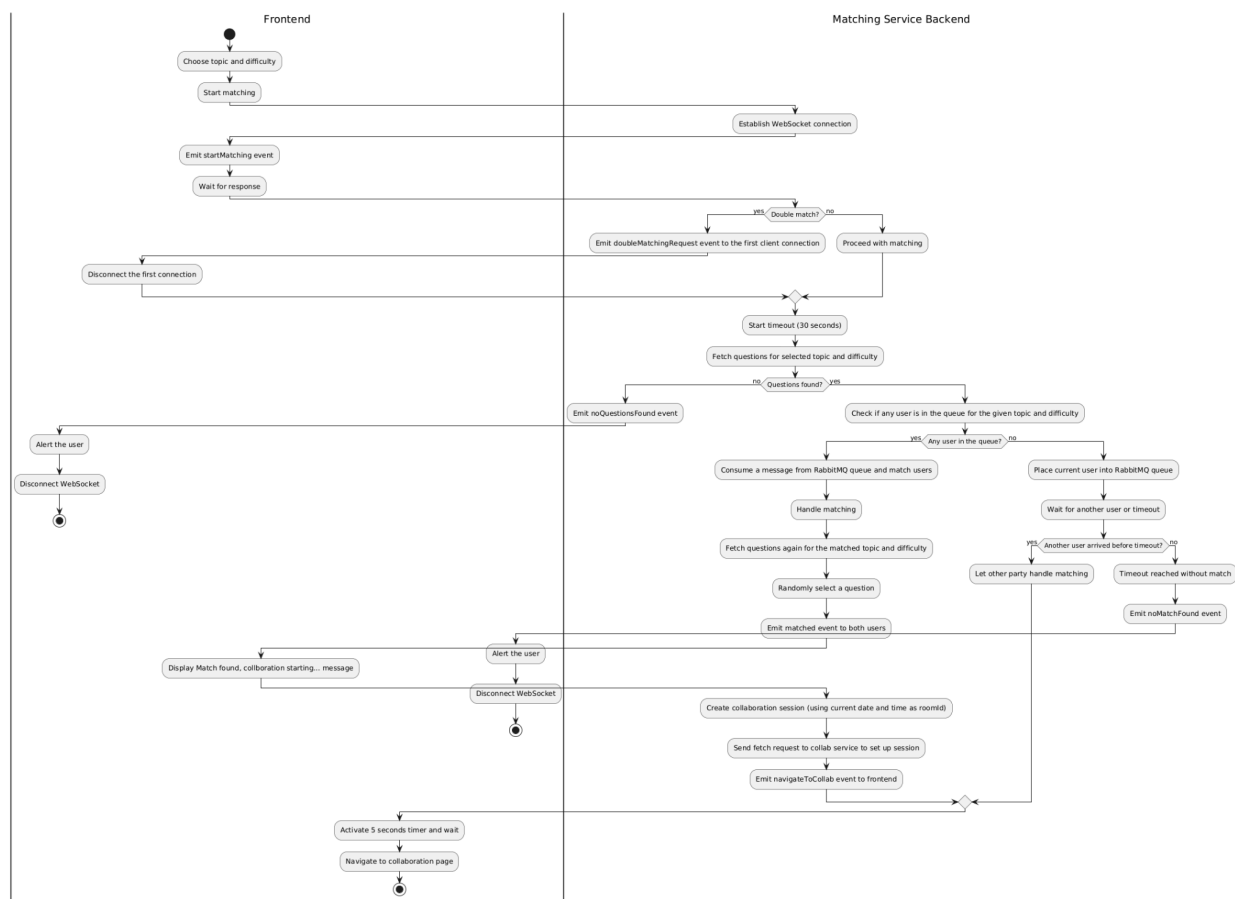 Frontend
Matching Service Backend
Choose topic and difficulty
Start matching
Establish WebSocket connection
Emit startMatching event
Wait for response
yes
Double match?
no
Emit doubleMatchingRequest event to the first client connection
Proceed with matching
Disconnect the first connection
Start timeout (30 seconds)
Fetch questions for selected topic and difficulty
no
Questions found?
yes
Emit noQuestionsFound event
Check if any user is in the queue for the given topic and difficulty
Alert the user
yes
Any user in the queue?
no
Disconnect WebSocket
Consume a message from RabbitMQ queue and match users
Place current user into RabbitMQ queue
Handle matching
Wait for another user or timeout
Fetch questions again for the matched topic and difficulty
yes
Another user arrived before timeout?
no
Randomly select a question
Let other party handle matching
Timeout reached without match
Emit matched event to both users
Emit noMatchFound event
Alert the user
Display Match found, collboration starting... message
Disconnect WebSocket
Create collaboration session (using current date and time as roomId)
Send fetch request to collab service to set up session
Emit navigateToCollab event to frontend
Activate 5 seconds timer and wait
Navigate to collaboration page